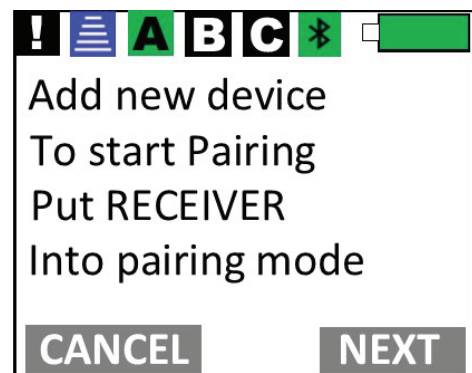 ! A B C
Add new device
To start Pairing
Put RECEIVER
Into pairing mode
CANCEL NEXT